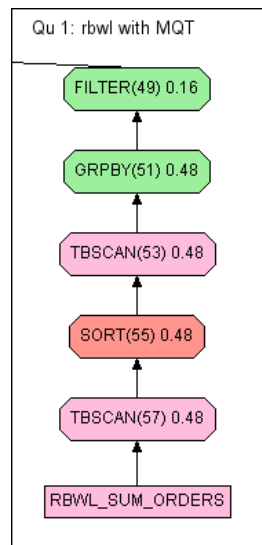 Qu 1: rbwl with MQT
FILTER(49) 0.16
GRPBY(51) 0.48
TBSCAN(53) 0.48
SORT(55) 0.48
TBSCAN(57) 0.48
RBWL_SUM_ORDERS